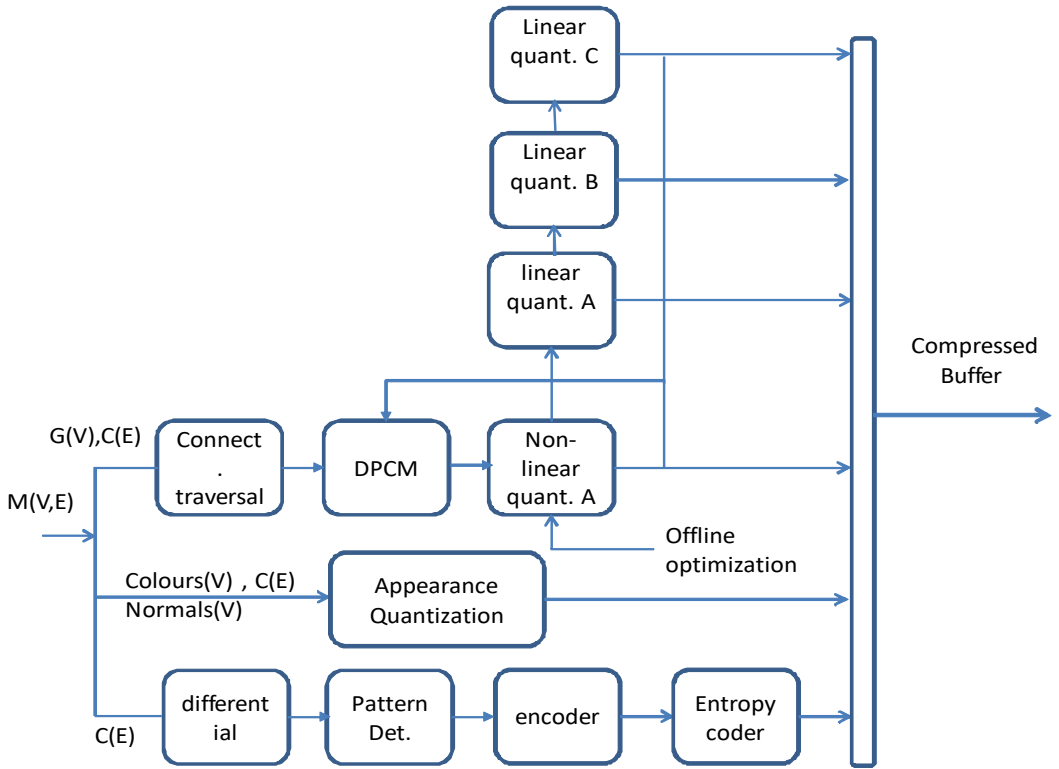 Linear
quant. C
Linear
quant. B
linear
quant. A
Compressed
Buffer
G(V),C(E)
Connect
.
traversal
DPCM
Non-
linear
quant. A
M(V,E)
Offline
optimization
Colours(V) , C(E)
Normals(V)
Appearance
Quantization
C(E)
different
ial
Pattern
Det.
encoder
Entropy
coder